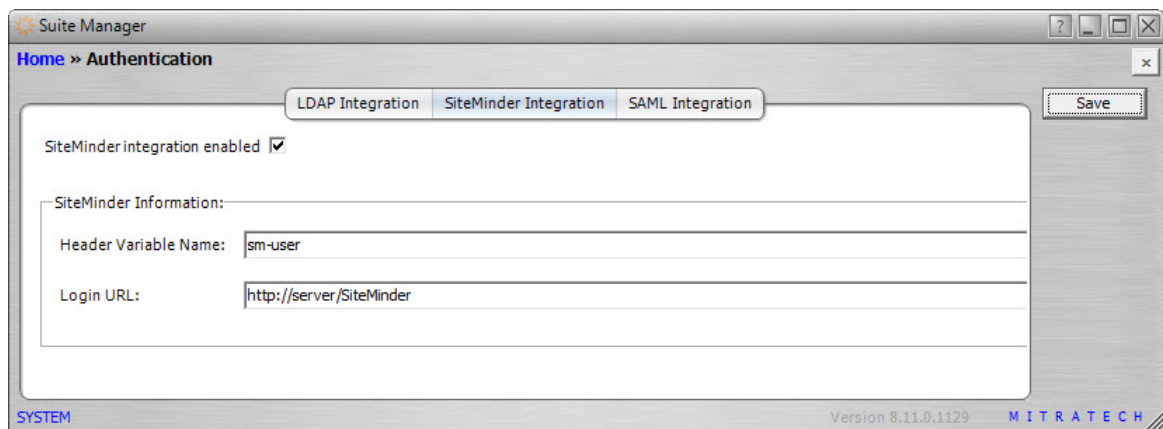 Suite Manager
?
Home » Authentication
x
LDAP Integration SiteMinder Integration SAML Integration
Save
SiteMinder integration enabled
SiteMinder Information:
Header Variable Name: sm-user
Login URL: http://server/SiteMinder
SYSTEM Version 8.11.0.1129 MITRATECH